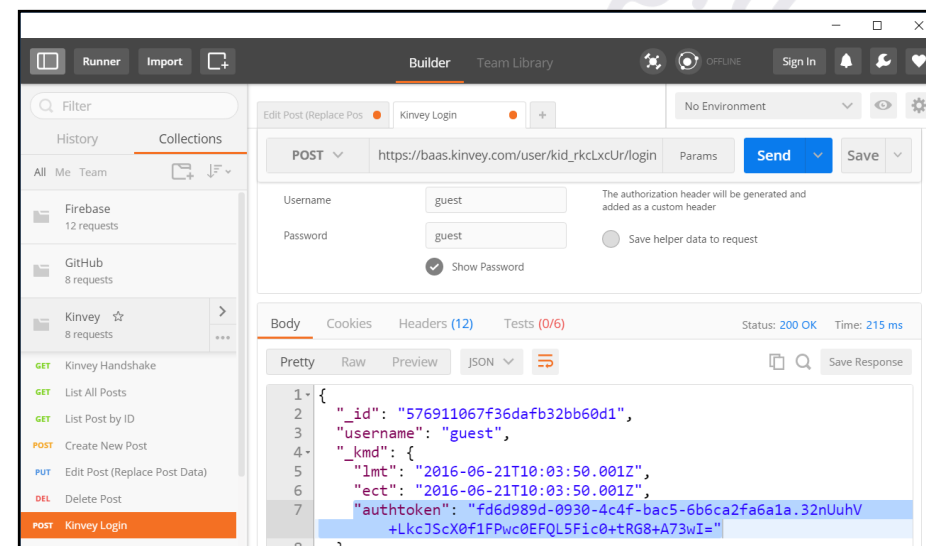 Runner Import Builder Team Library OFFLINE Sign In
Filter
History Collections
All Me Team
Firebase
12 requests
GitHub
8 requests
Kinvey
8 requests
GET Kinvey Handshake
GET List All Posts
GET List Post by ID
POST Create New Post
PUT Edit Post (Replace Post Data)
DEL Delete Post
POST Kinvey Login
Edit Post (Replace Pos Kinvey Login + No Environment
POST https://baas.kinvey.com/user/kid_rkcLxcUr/login Params Send Save
Username guest The authorization header will be generated and
added as a custom header
Password guest Save helper data to request
Show Password
Body Cookies Headers (12) Tests (0/6) Status: 200 OK Time: 215 ms
Pretty Raw Preview JSON Save Response
1 {
2 "_id": "576911067f36dafb32bb60d1",
3 "username": "guest",
4 "_kmd": {
5 "lmt": "2016-06-21T10:03:50.001Z",
6 "ect": "2016-06-21T10:03:50.001Z",
7 "authtoken": "fd6d989d-0930-4c4f-bac5-6b6ca2fa6a1a.32nUuhV
+LkcJScX0f1FPwc0EFQL5Fic0+tRG8+A73wI="